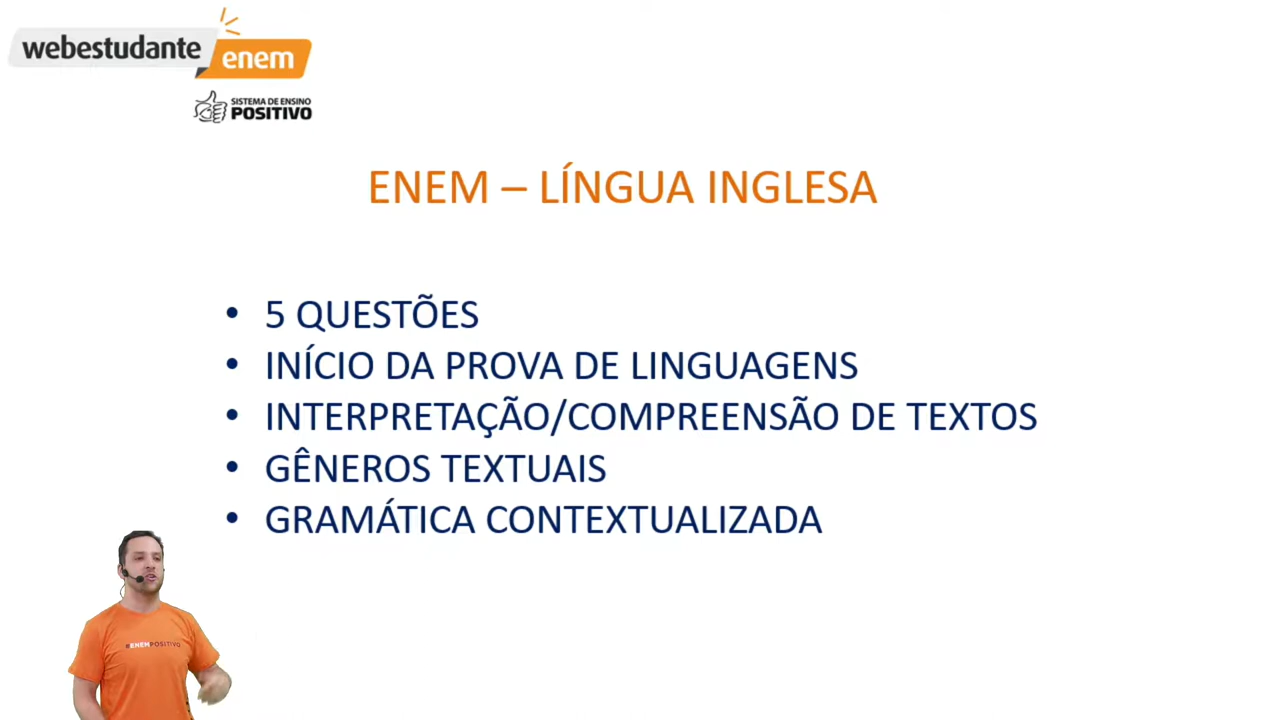 webestudante
enem
SISTEMA DE ENSINO
POSITIVO
ENEM – LÍNGUA INGLESA
• 5 QUESTÕES
• INÍCIO DA PROVA DE LINGUAGENS
• INTERPRETAÇÃO/COMPREENSÃO DE TEXTOS
• GÊNEROS TEXTUAIS
• GRAMÁTICA CONTEXTUALIZADA
#ENEMPOSITIVO